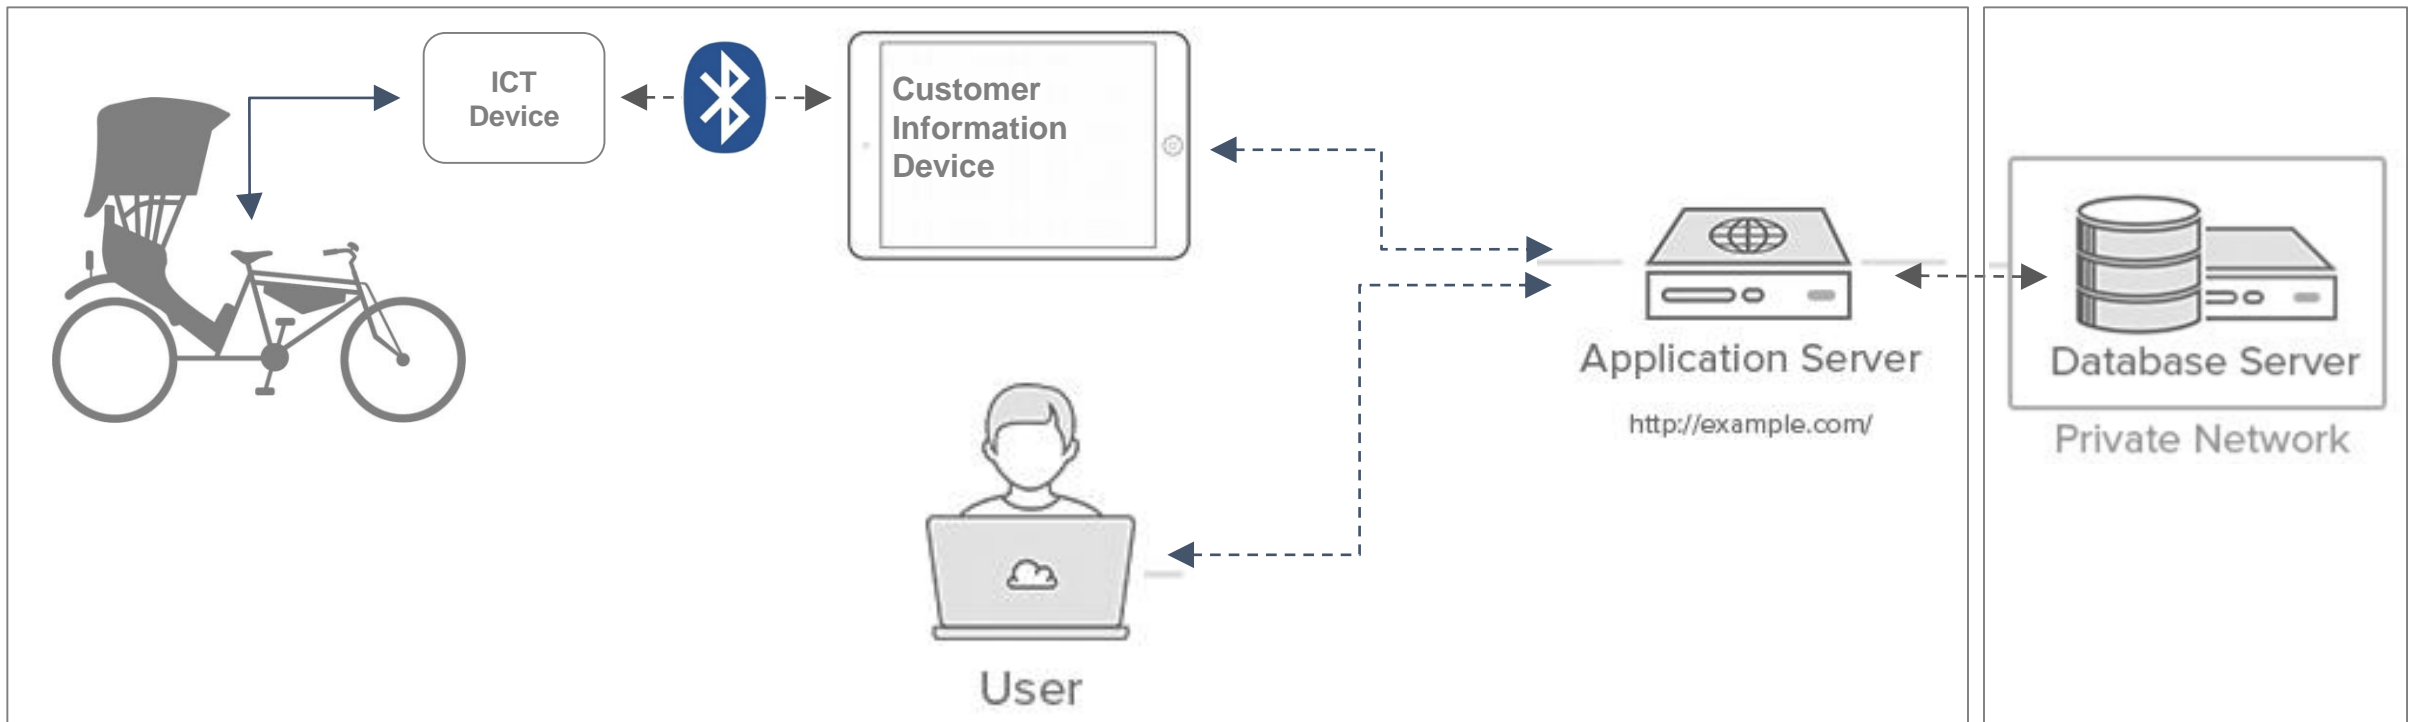 ICT
Device
Customer
Information
Device
Application Server
http://example.com/
Database Server
Private Network
User